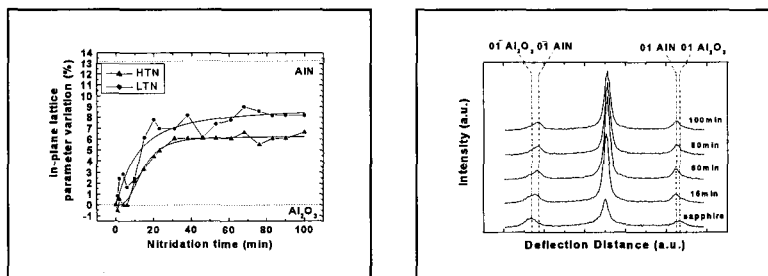 14
13
12
11
10
9
8
7
6
5
4
3
2
1
0
-1
in-plane lattice
parameter variation (%)
HTN
LTN
AlN
Al₂O₃
0 20 40 60 80 100
Nitridation time (min)
01̄ Al₂O₃ 01̄ AlN
01 AlN 01 Al₂O₃
Intensity (a.u.)
100min
80min
60min
15min
sapphire
Deflection Distance (a.u.)